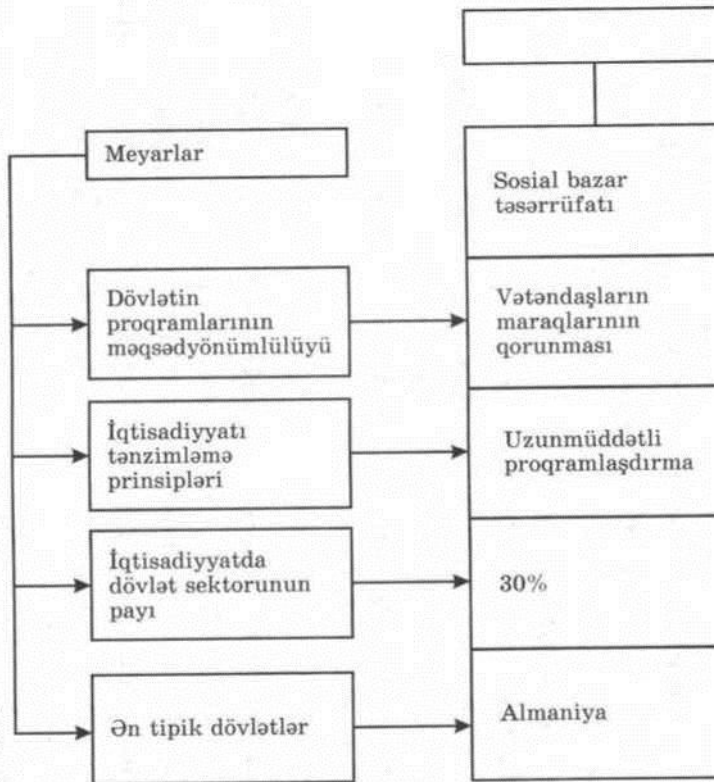 Meyarlar
Sosial bazar
təsərrüfatı
Dövlətin
proqramlarının
məqsədyönümlülüyü
Vətəndaşların
maraqlarının
qorunması
İqtisadiyyatı
tənzimləmə
prinsipləri
Uzunmüddətli
proqramlaşdırma
İqtisadiyyatda
dövlət sektorunun
payı
30%
Ən tipik dövlətlər
Almaniya